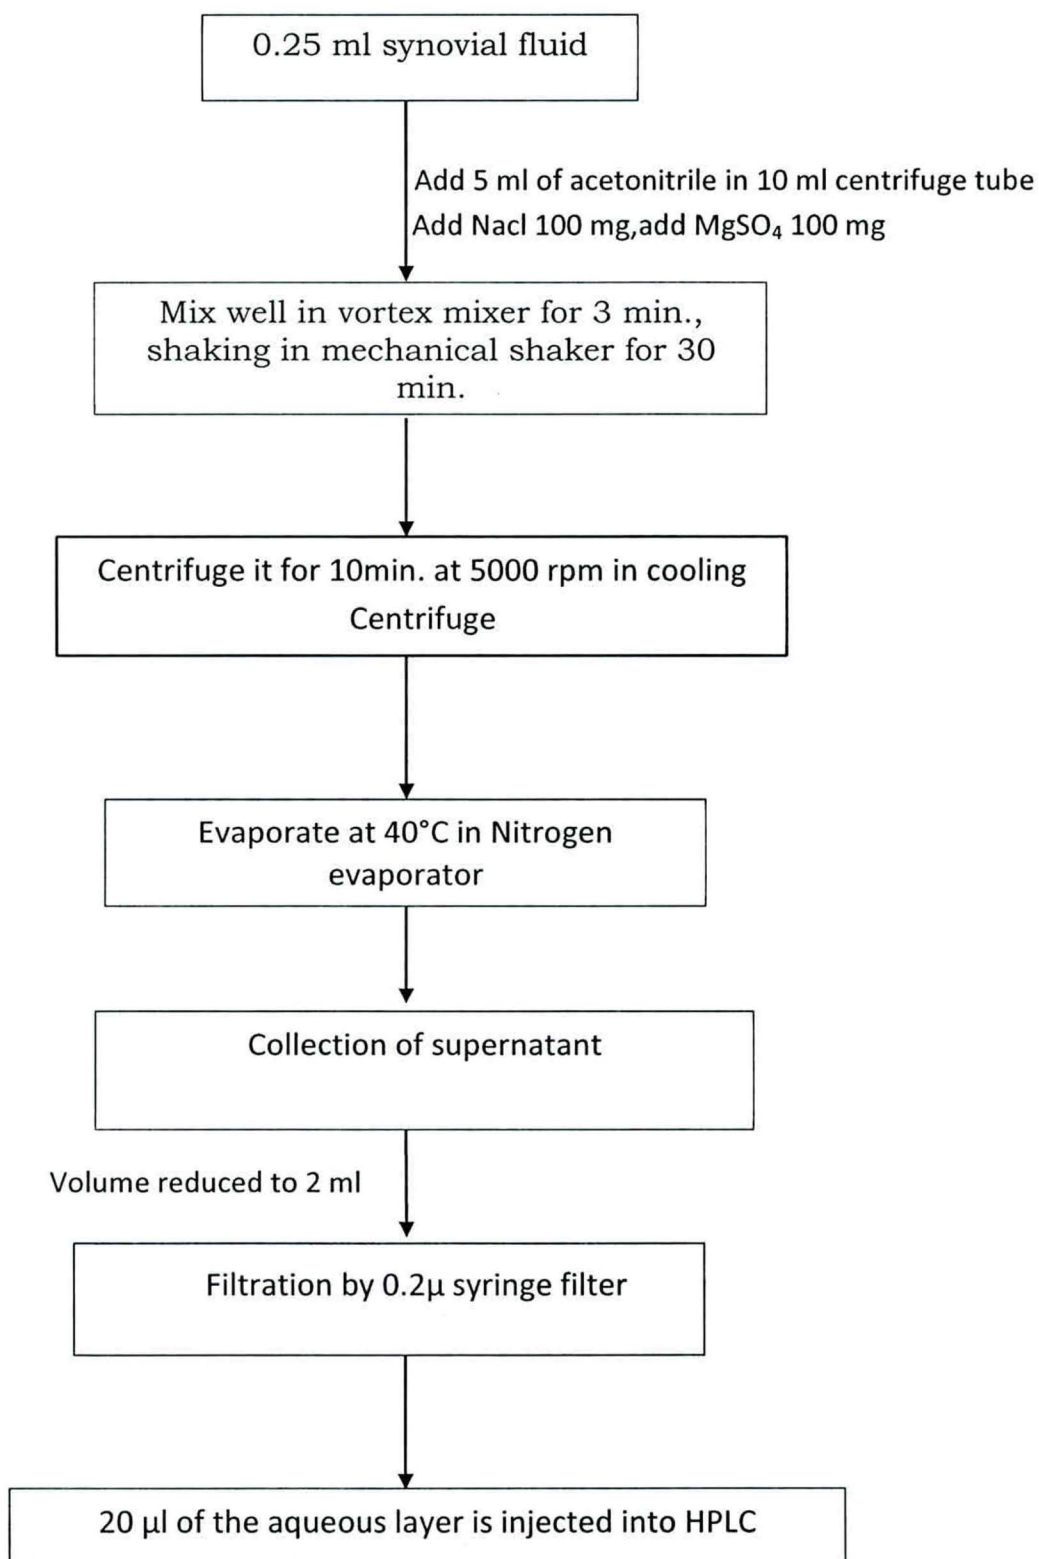 0.25 ml synovial fluid
Add 5 ml of acetonitrile in 10 ml centrifuge tube
Add Nacl 100 mg,add MgSO₄ 100 mg
Mix well in vortex mixer for 3 min.,
shaking in mechanical shaker for 30
min.
Centrifuge it for 10min. at 5000 rpm in cooling
Centrifuge
Evaporate at 40°C in Nitrogen
evaporator
Collection of supernatant
Volume reduced to 2 ml
Filtration by 0.2μ syringe filter
20 μl of the aqueous layer is injected into HPLC